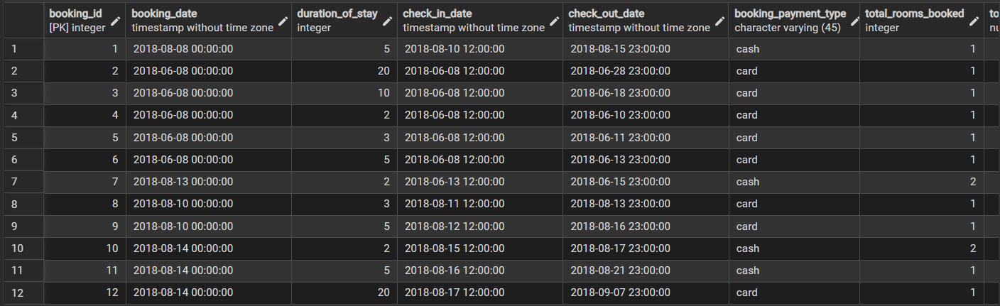 booking_id booking_date duration_of_stay check_in_date check_out_date booking_payment_type total_rooms_booked
[PK] integer timestamp without time zone integer timestamp without time zone timestamp without time zone character varying (45) integer
1 1 2018-08-08 00:00:00 5 2018-08-10 12:00:00 2018-08-15 23:00:00 cash 1
2 2 2018-06-08 00:00:00 20 2018-06-08 12:00:00 2018-06-28 23:00:00 card 1
3 3 2018-06-08 00:00:00 10 2018-06-08 12:00:00 2018-06-18 23:00:00 card 1
4 4 2018-06-08 00:00:00 2 2018-06-08 12:00:00 2018-06-10 23:00:00 card 1
5 5 2018-06-08 00:00:00 3 2018-06-08 12:00:00 2018-06-11 23:00:00 card 1
6 6 2018-06-08 00:00:00 5 2018-06-08 12:00:00 2018-06-13 23:00:00 card 1
7 7 2018-08-13 00:00:00 2 2018-06-13 12:00:00 2018-06-15 23:00:00 cash 2
8 8 2018-08-10 00:00:00 3 2018-08-11 12:00:00 2018-08-13 23:00:00 card 1
9 9 2018-08-10 00:00:00 5 2018-08-12 12:00:00 2018-08-16 23:00:00 card 1
10 10 2018-08-14 00:00:00 2 2018-08-15 12:00:00 2018-08-17 23:00:00 cash 2
11 11 2018-08-14 00:00:00 5 2018-08-16 12:00:00 2018-08-21 23:00:00 cash 1
12 12 2018-08-14 00:00:00 20 2018-08-17 12:00:00 2018-09-07 23:00:00 card 1